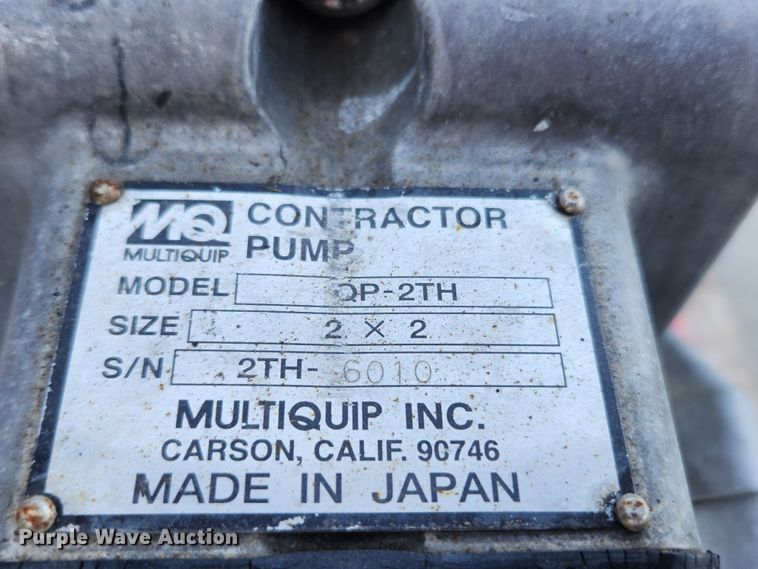 MQ CONTRACTOR
MULTIQUIP PUMP
MODEL QP-2TH
SIZE 2 × 2
S/N 2TH-6010
MULTIQUIP INC.
CARSON, CALIF. 90746
MADE IN JAPAN
Purple Wave Auction